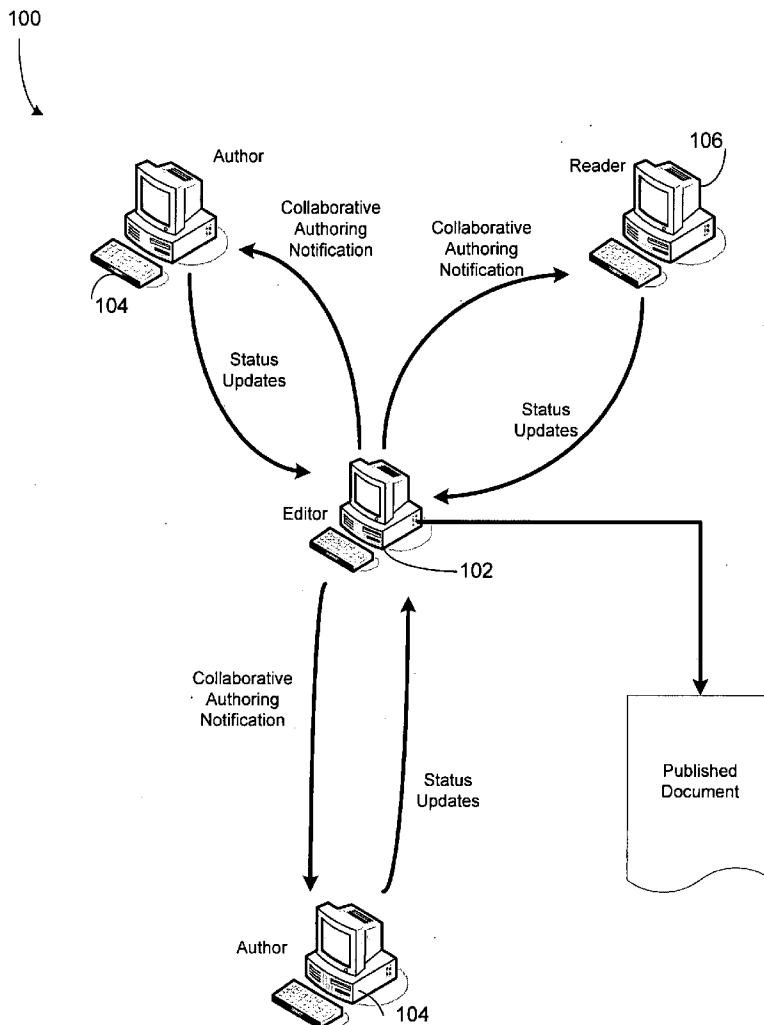 100
Author
Reader
106
Collaborative
Authoring
Notification
Collaborative
Authoring
Notification
104
Status
Updates
Status
Updates
Editor
102
Collaborative
Authoring
Notification
Status
Updates
Published
Document
Author
104